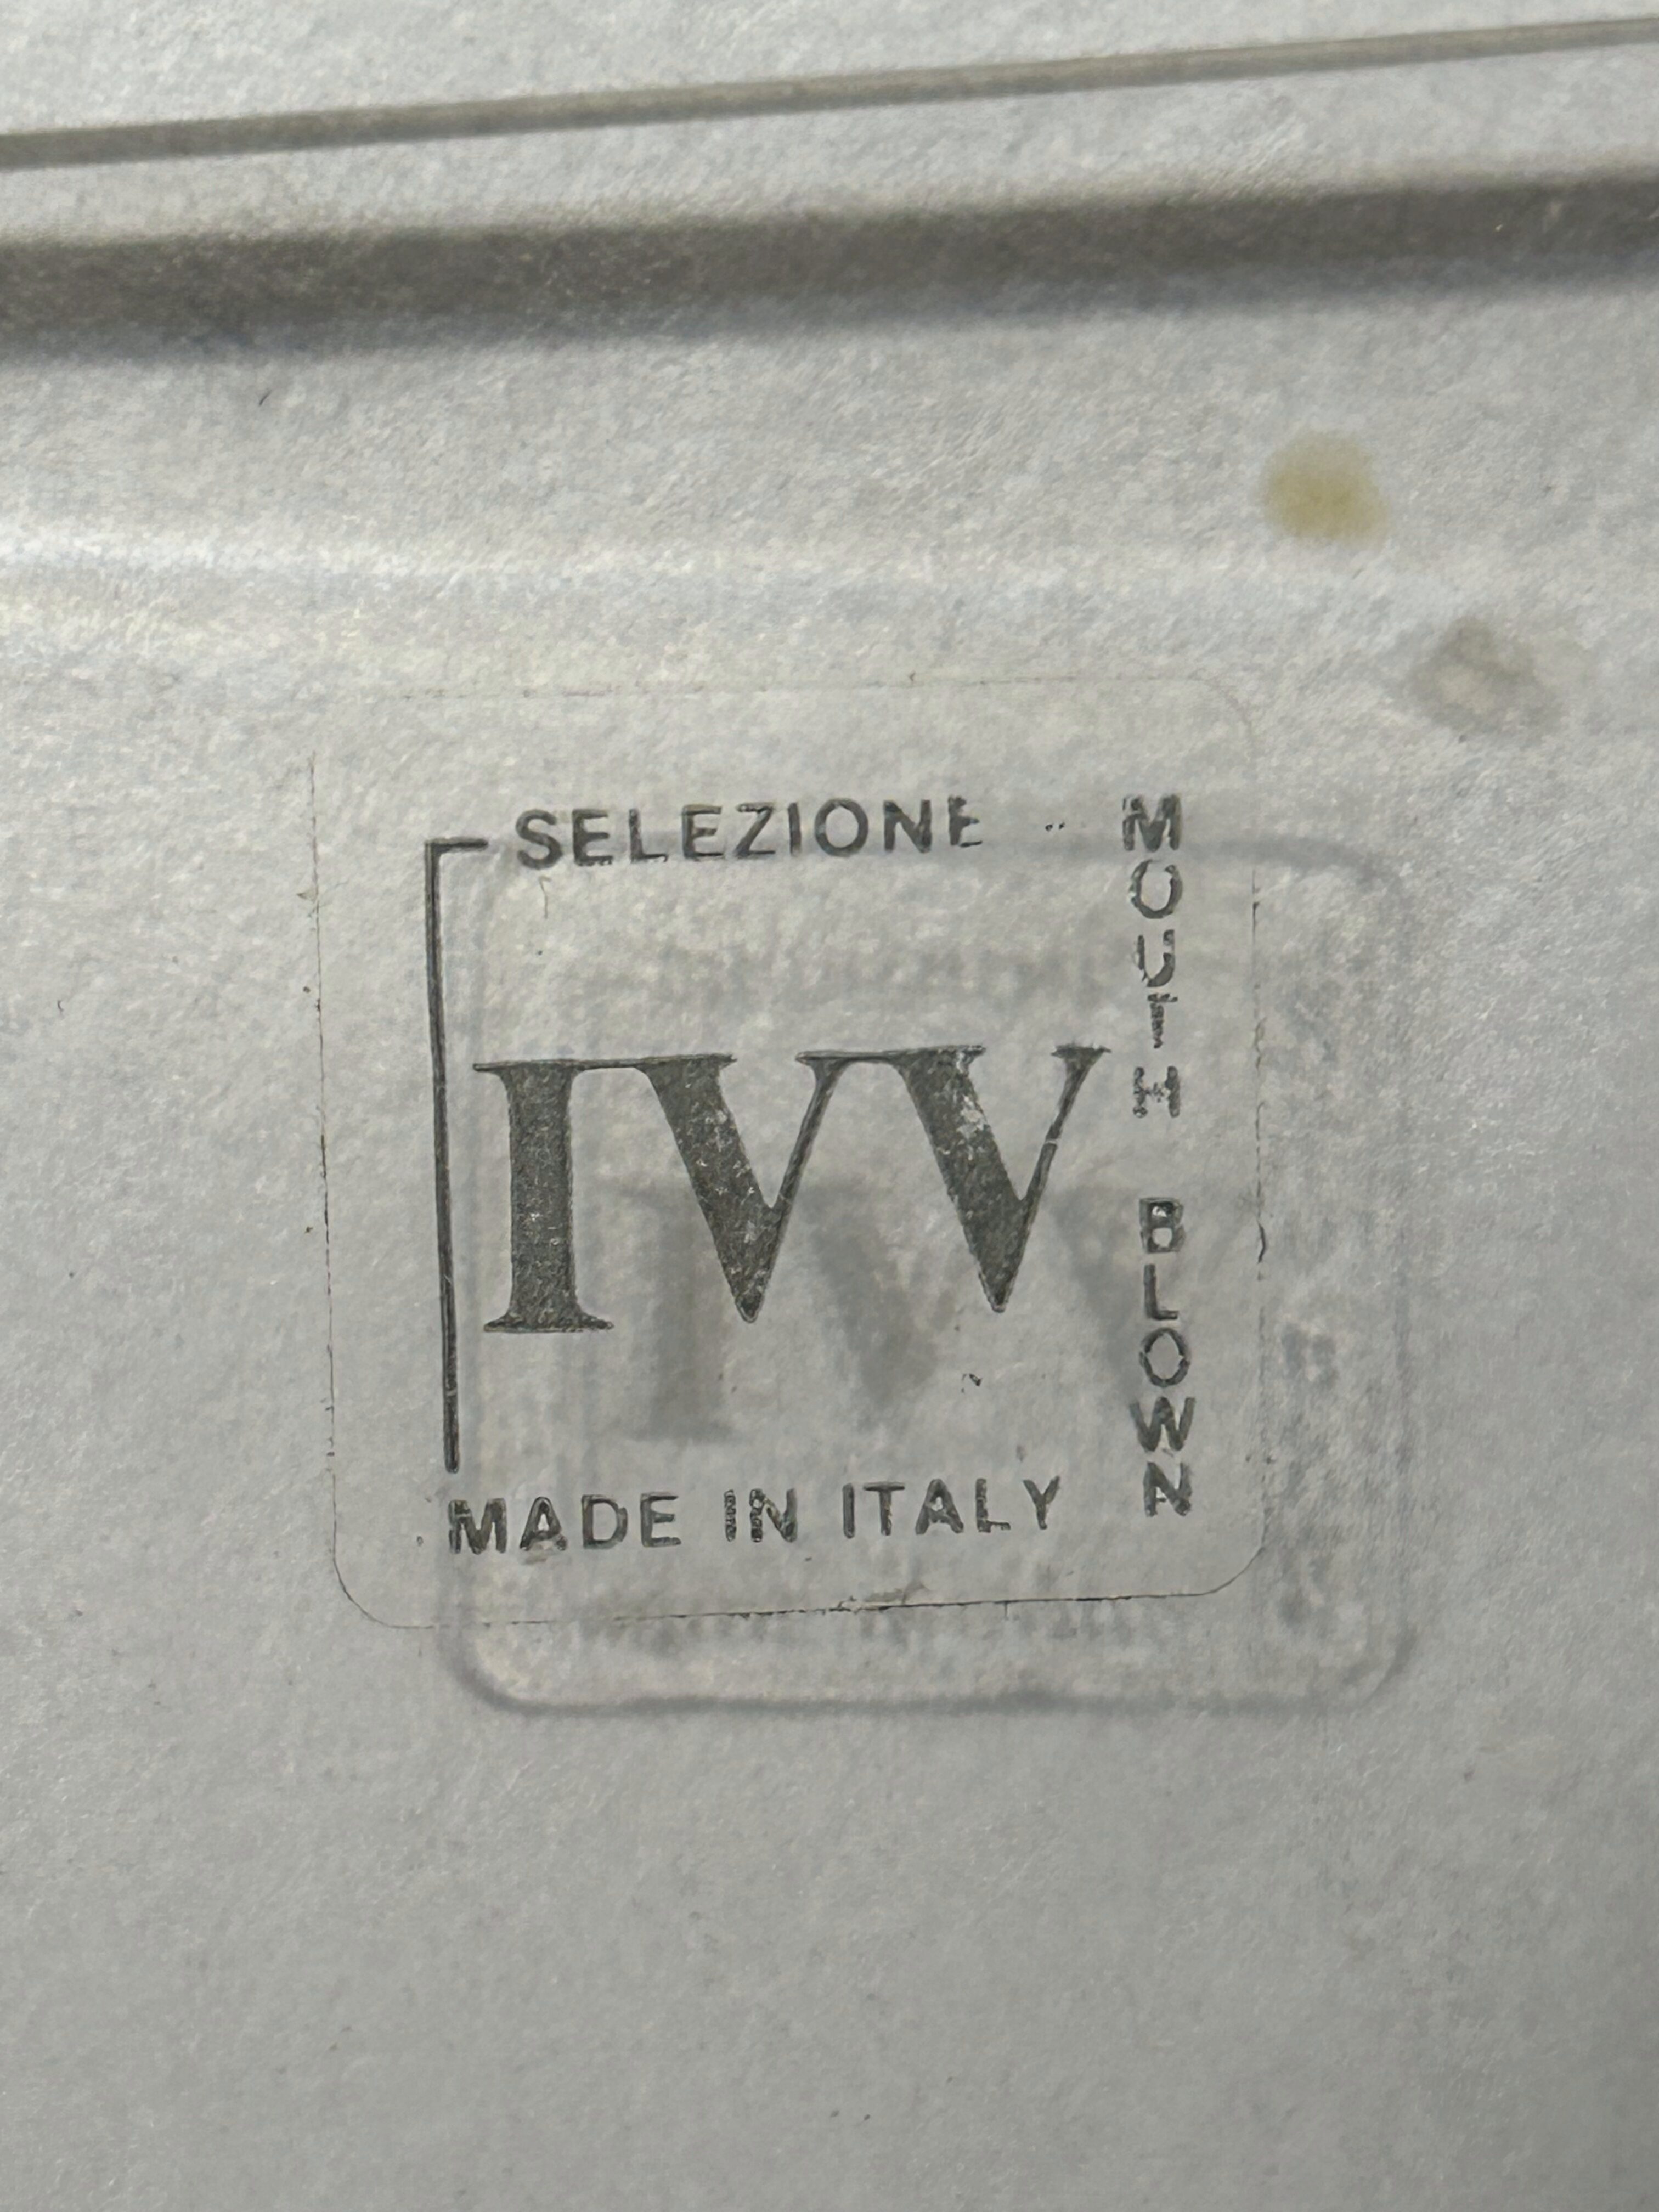 SELEZIONE
MOUTH BLOWN
IVV
MADE IN ITALY